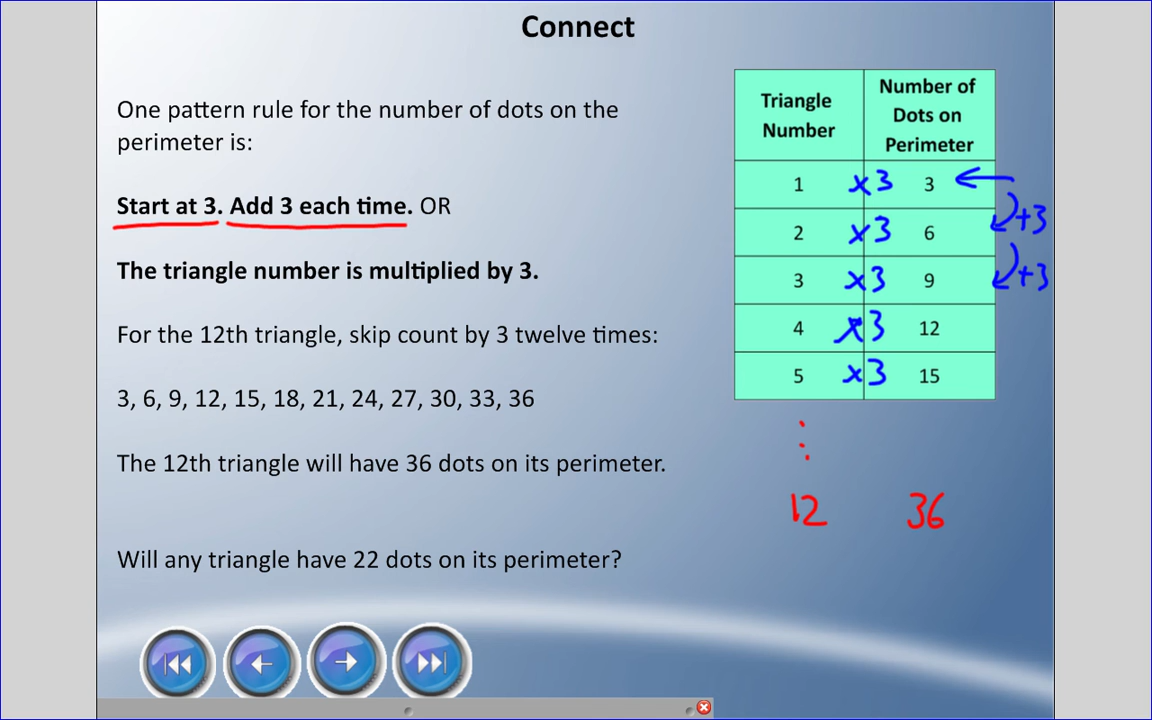 Connect
One pattern rule for the number of dots on the
perimeter is:
Start at 3. Add 3 each time. OR
The triangle number is multiplied by 3.
For the 12th triangle, skip count by 3 twelve times:
3, 6, 9, 12, 15, 18, 21, 24, 27, 30, 33, 36
The 12th triangle will have 36 dots on its perimeter.
Will any triangle have 22 dots on its perimeter?
Triangle Number
Number of Dots on Perimeter
1 x3 3
+3
2 x3 6
+3
3 x3 9
4 x3 12
5 x3 15
12 36